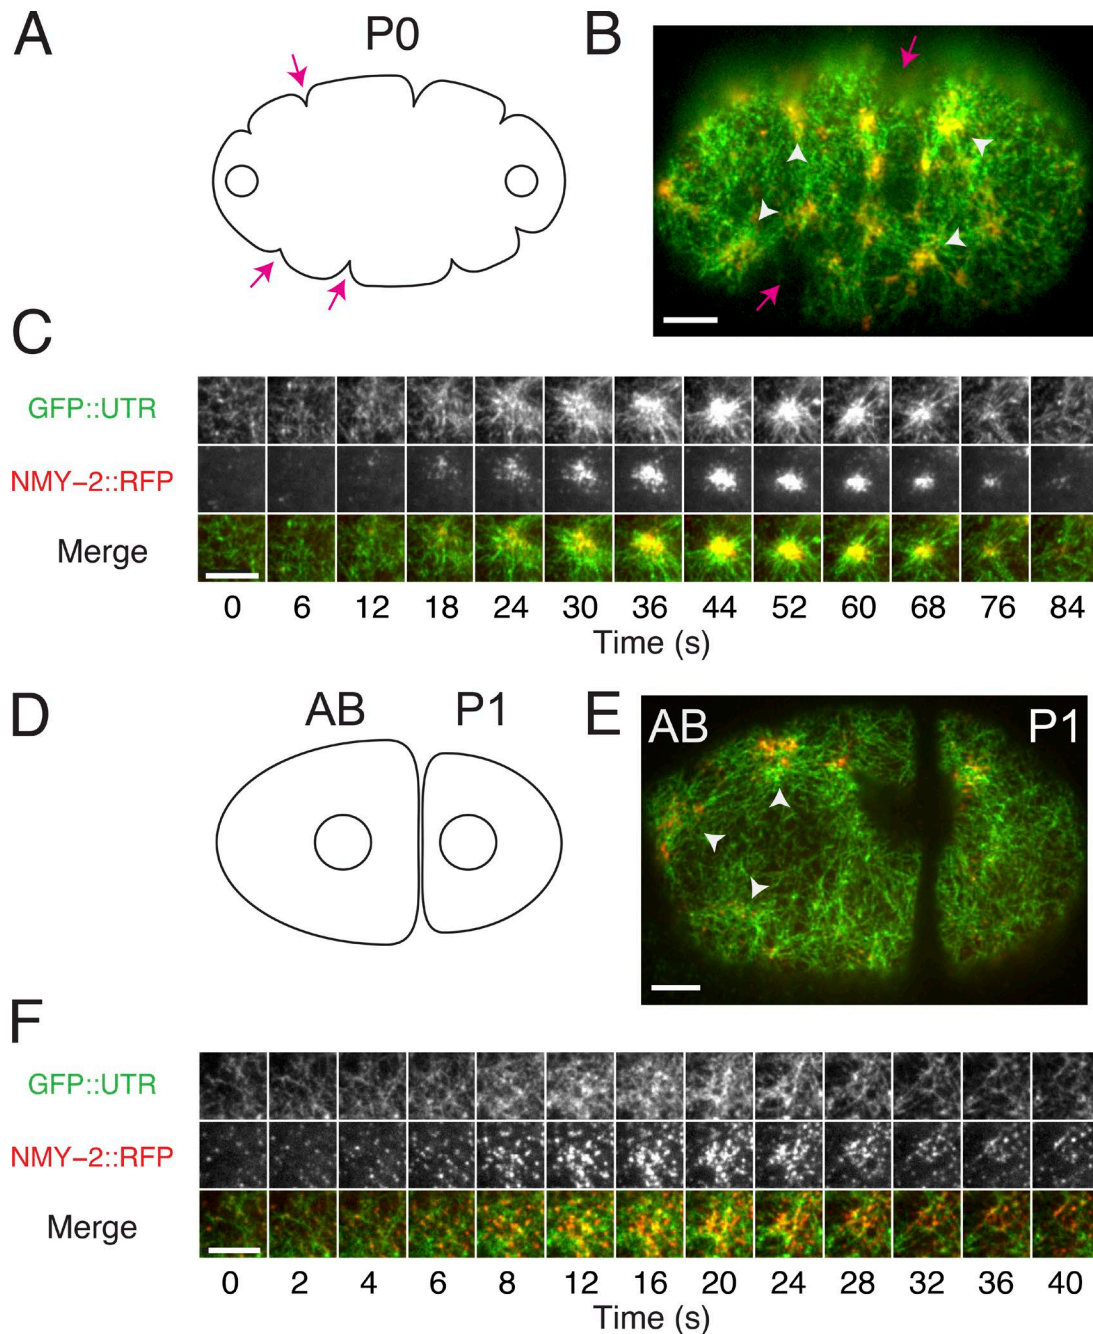 A
P0
B
C
GFP::UTR
NMY–2::RFP
Merge
0 6 12 18 24 30 36 44 52 60 68 76 84
Time (s)
D
AB P1
E
AB P1
F
GFP::UTR
NMY–2::RFP
Merge
0 2 4 6 8 12 16 20 24 28 32 36 40
Time (s)